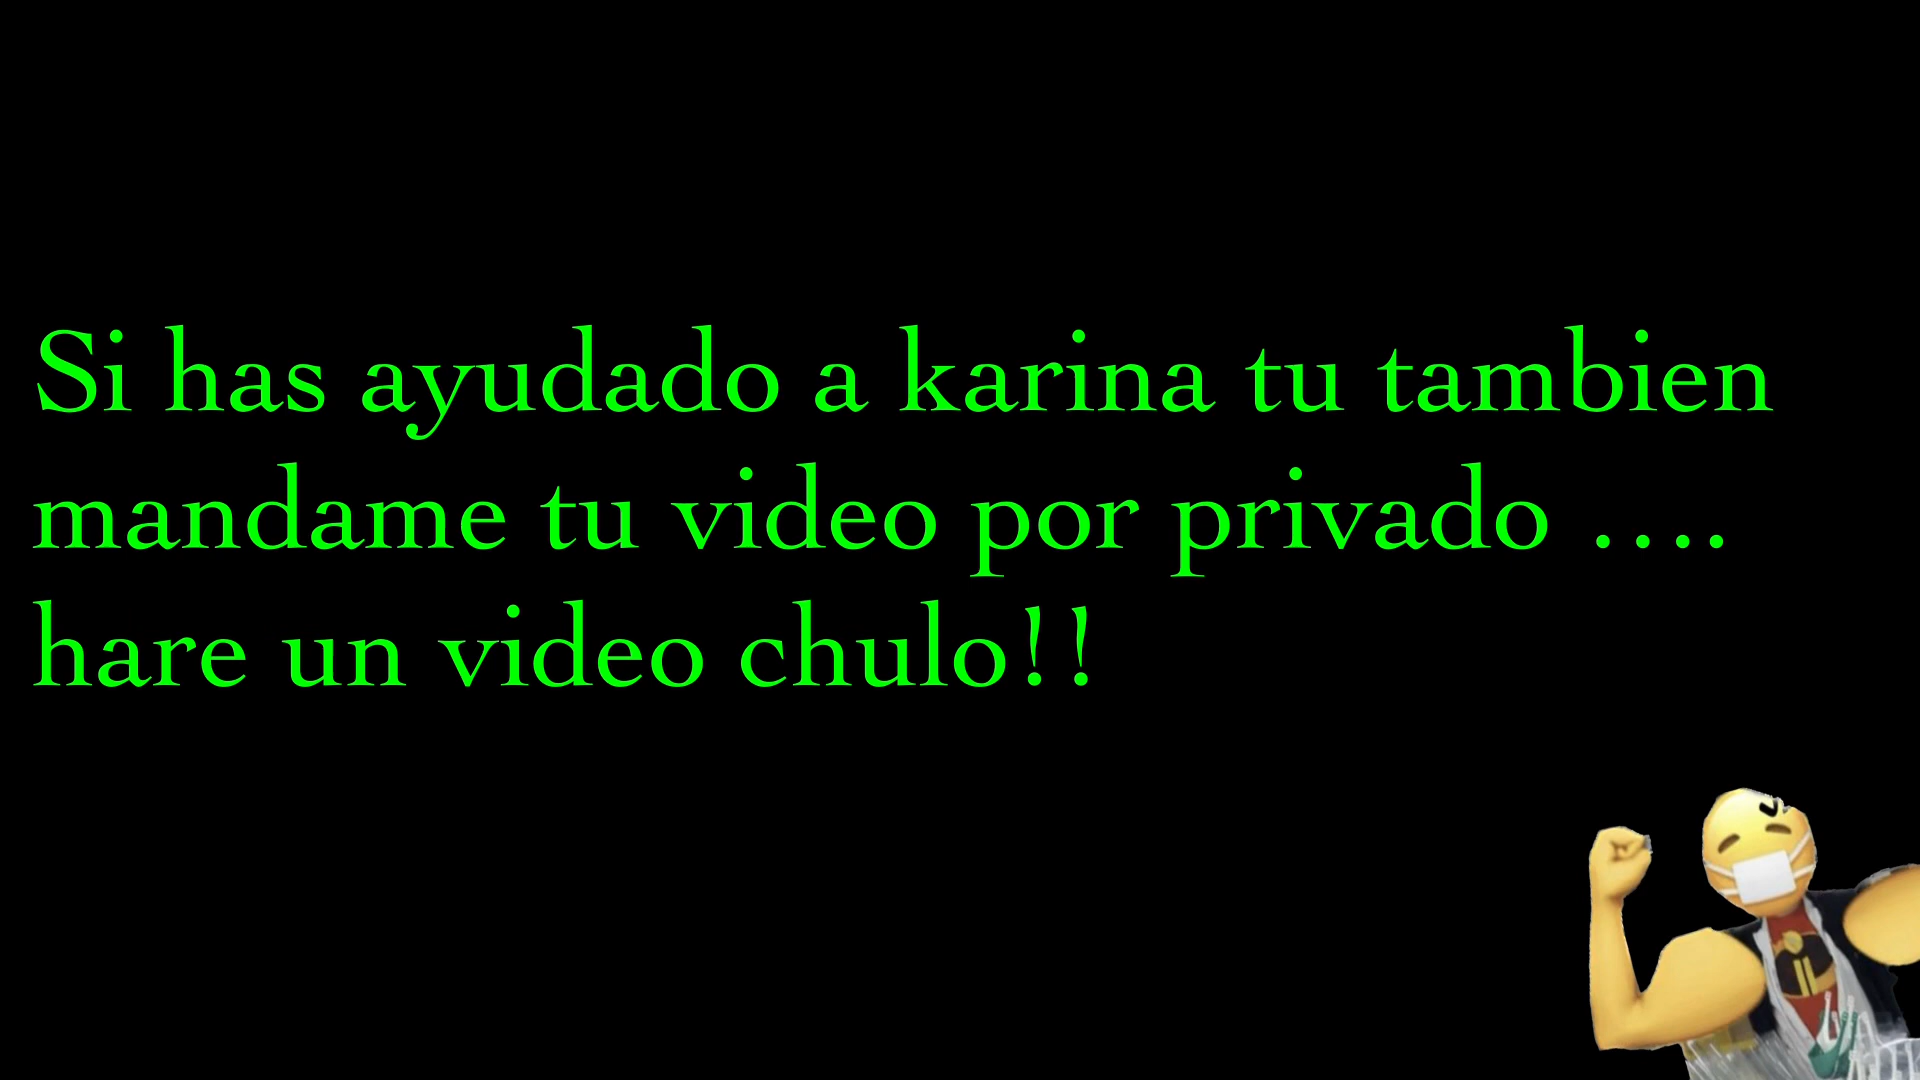 Si has ayudado a karina tu tambien
mandame tu video por privado ....
hare un video chulo!!